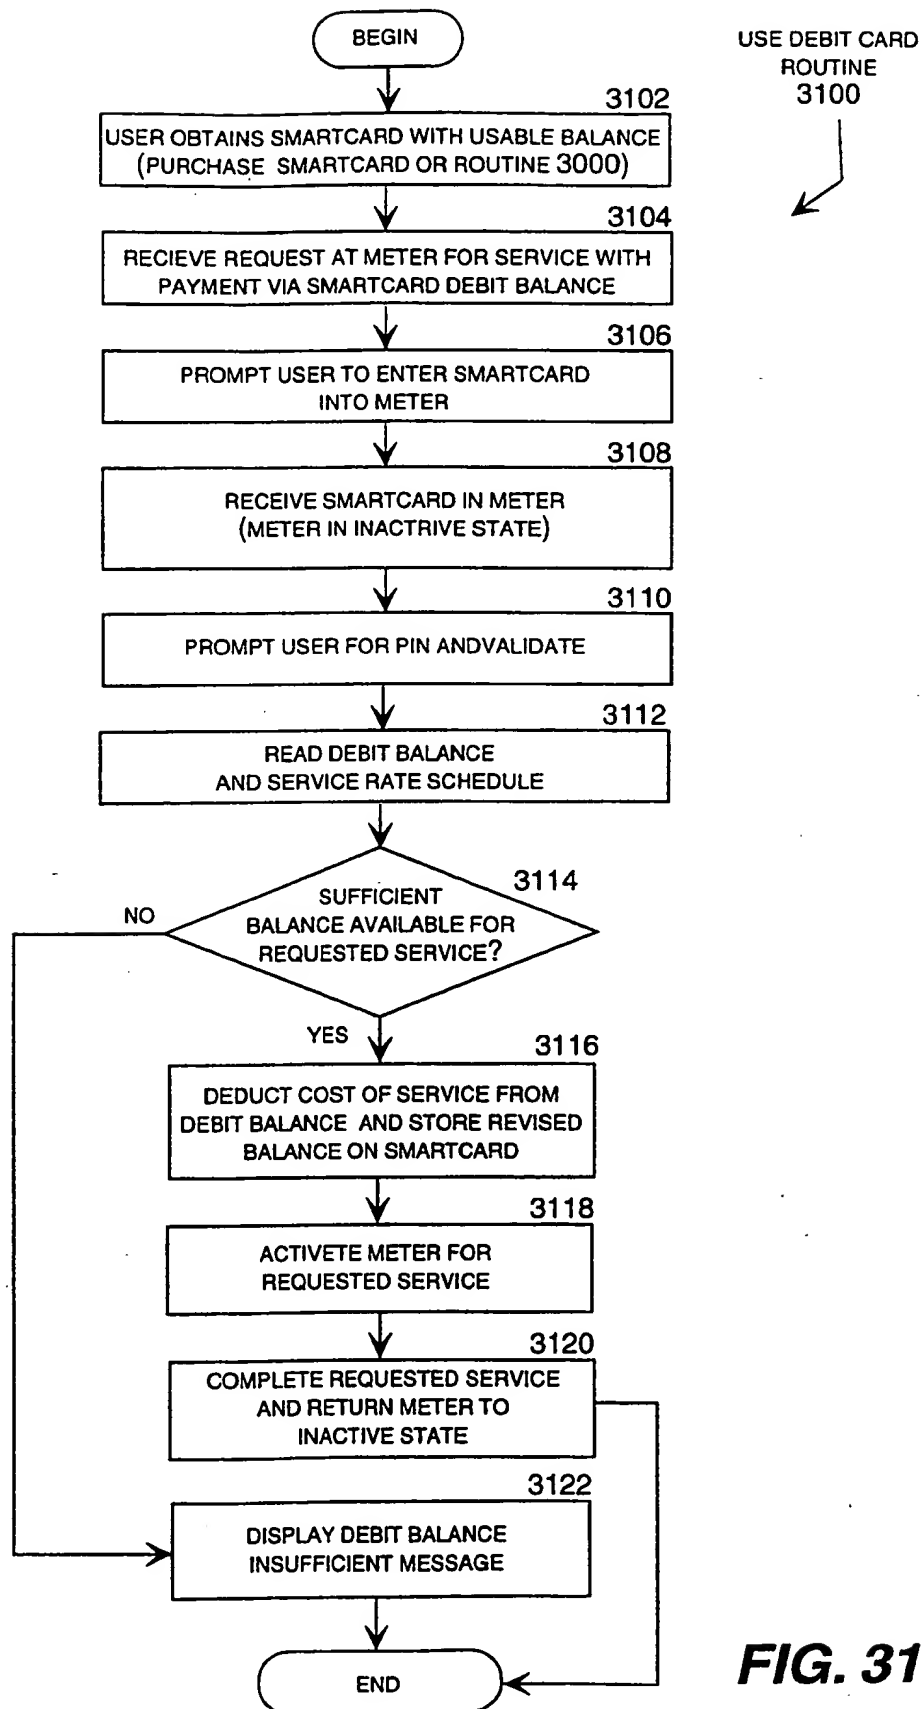 BEGIN
USE DEBIT CARD
ROUTINE
3100
3102
USER OBTAINS SMARTCARD WITH USABLE BALANCE
(PURCHASE SMARTCARD OR ROUTINE 3000)
3104
RECIEVE REQUEST AT METER FOR SERVICE WITH
PAYMENT VIA SMARTCARD DEBIT BALANCE
3106
PROMPT USER TO ENTER SMARTCARD
INTO METER
3108
RECEIVE SMARTCARD IN METER
(METER IN INACTRIVE STATE)
3110
PROMPT USER FOR PIN ANDVALIDATE
3112
READ DEBIT BALANCE
AND SERVICE RATE SCHEDULE
3114
SUFFICIENT
BALANCE AVAILABLE FOR
REQUESTED SERVICE?
NO
YES
3116
DEDUCT COST OF SERVICE FROM
DEBIT BALANCE AND STORE REVISED
BALANCE ON SMARTCARD
3118
ACTIVETE METER FOR
REQUESTED SERVICE
3120
COMPLETE REQUESTED SERVICE
AND RETURN METER TO
INACTIVE STATE
3122
DISPLAY DEBIT BALANCE
INSUFFICIENT MESSAGE
END
FIG. 31